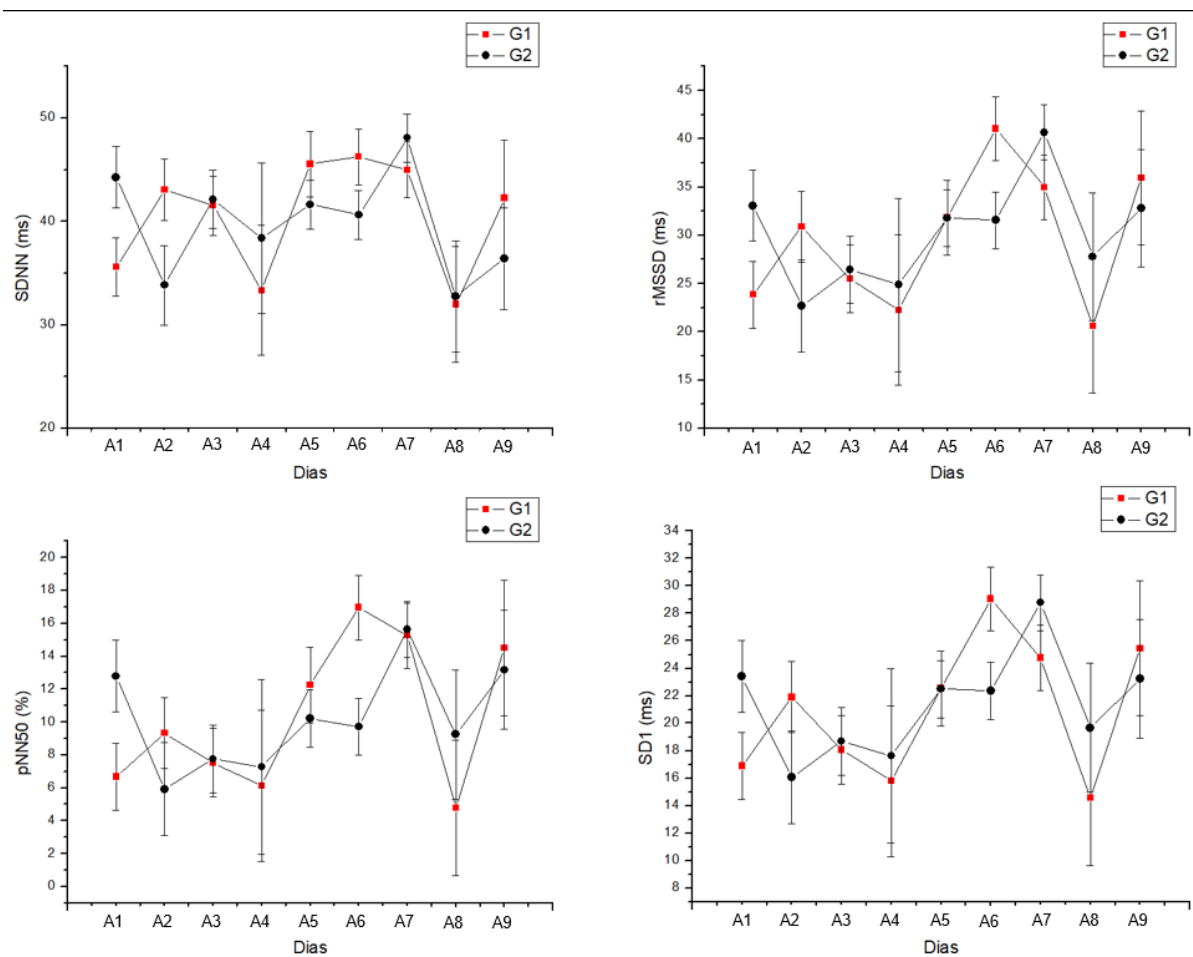 G1
G2
SDNN (ms)
50
40
30
20
A1 A2 A3 A4 A5 A6 A7 A8 A9
Dias
G1
G2
rMSSD (ms)
45
40
35
30
25
20
15
10
A1 A2 A3 A4 A5 A6 A7 A8 A9
Dias
G1
G2
pNN50 (%)
20
18
16
14
12
10
8
6
4
2
0
A1 A2 A3 A4 A5 A6 A7 A8 A9
Dias
G1
G2
SD1 (ms)
34
32
30
28
26
24
22
20
18
16
14
12
10
8
A1 A2 A3 A4 A5 A6 A7 A8 A9
Dias